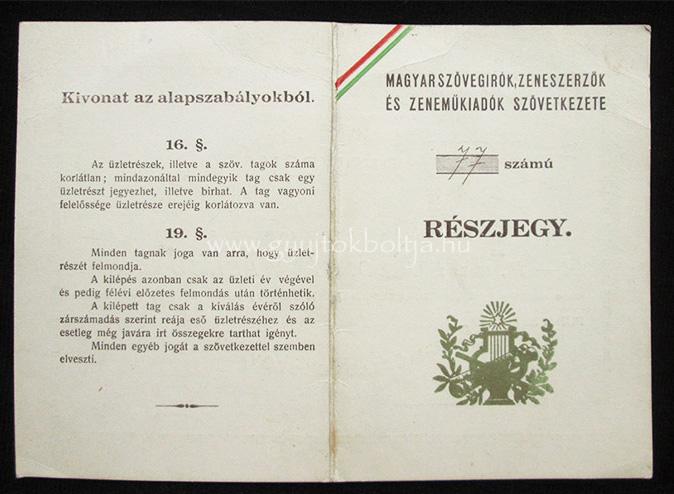 Kivonat az alapszabályokból.
16. §.
Az üzletrészek, illetve a szöv. tagok száma
korlátlan; mindazonáltal mindegyik tag csak egy
üzletrészt jegyezhet, illetve birhat. A tag vagyoni
felelőssége üzletrésze erejéig korlátozva van.
19. §.
Minden tagnak joga van arra, hogy üzlet-
részét felmondja.
A kilépés azonban csak az üzleti év végével
és pedig félévi előzetes felmondás után történhetik.
A kilépett tag csak a kiválás évéről szóló
zárszámadás szerint reája eső üzletrészéhez és az
esetleg még javára irt összegekre tarthat igényt.
Minden egyéb jogát a szövetkezettel szemben
elveszti.
MAGYAR SZÖVEGIRÓK, ZENESZERZŐK
ÉS ZENEMŰKIADÓK SZÖVETKEZETE
77 számú
RÉSZJEGY.
www.gyujtokboltja.hu